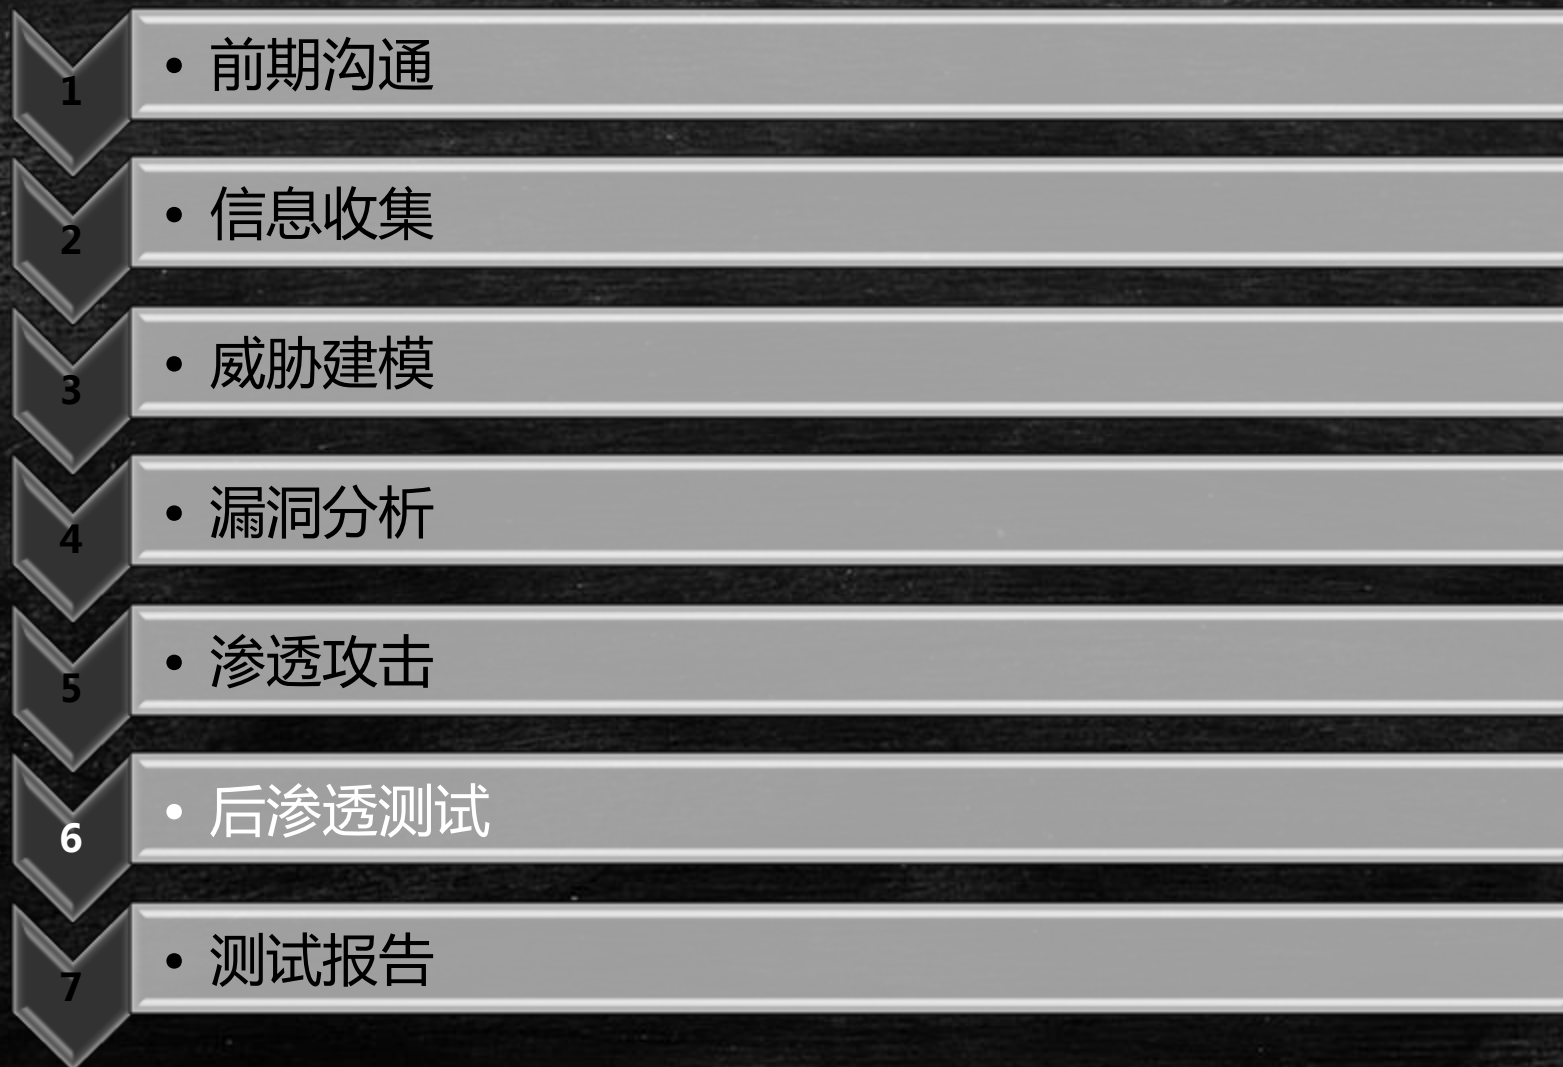 1
• 前期沟通
2
• 信息收集
3
• 威胁建模
4
• 漏洞分析
5
• 渗透攻击
6
• 后渗透测试
7
• 测试报告